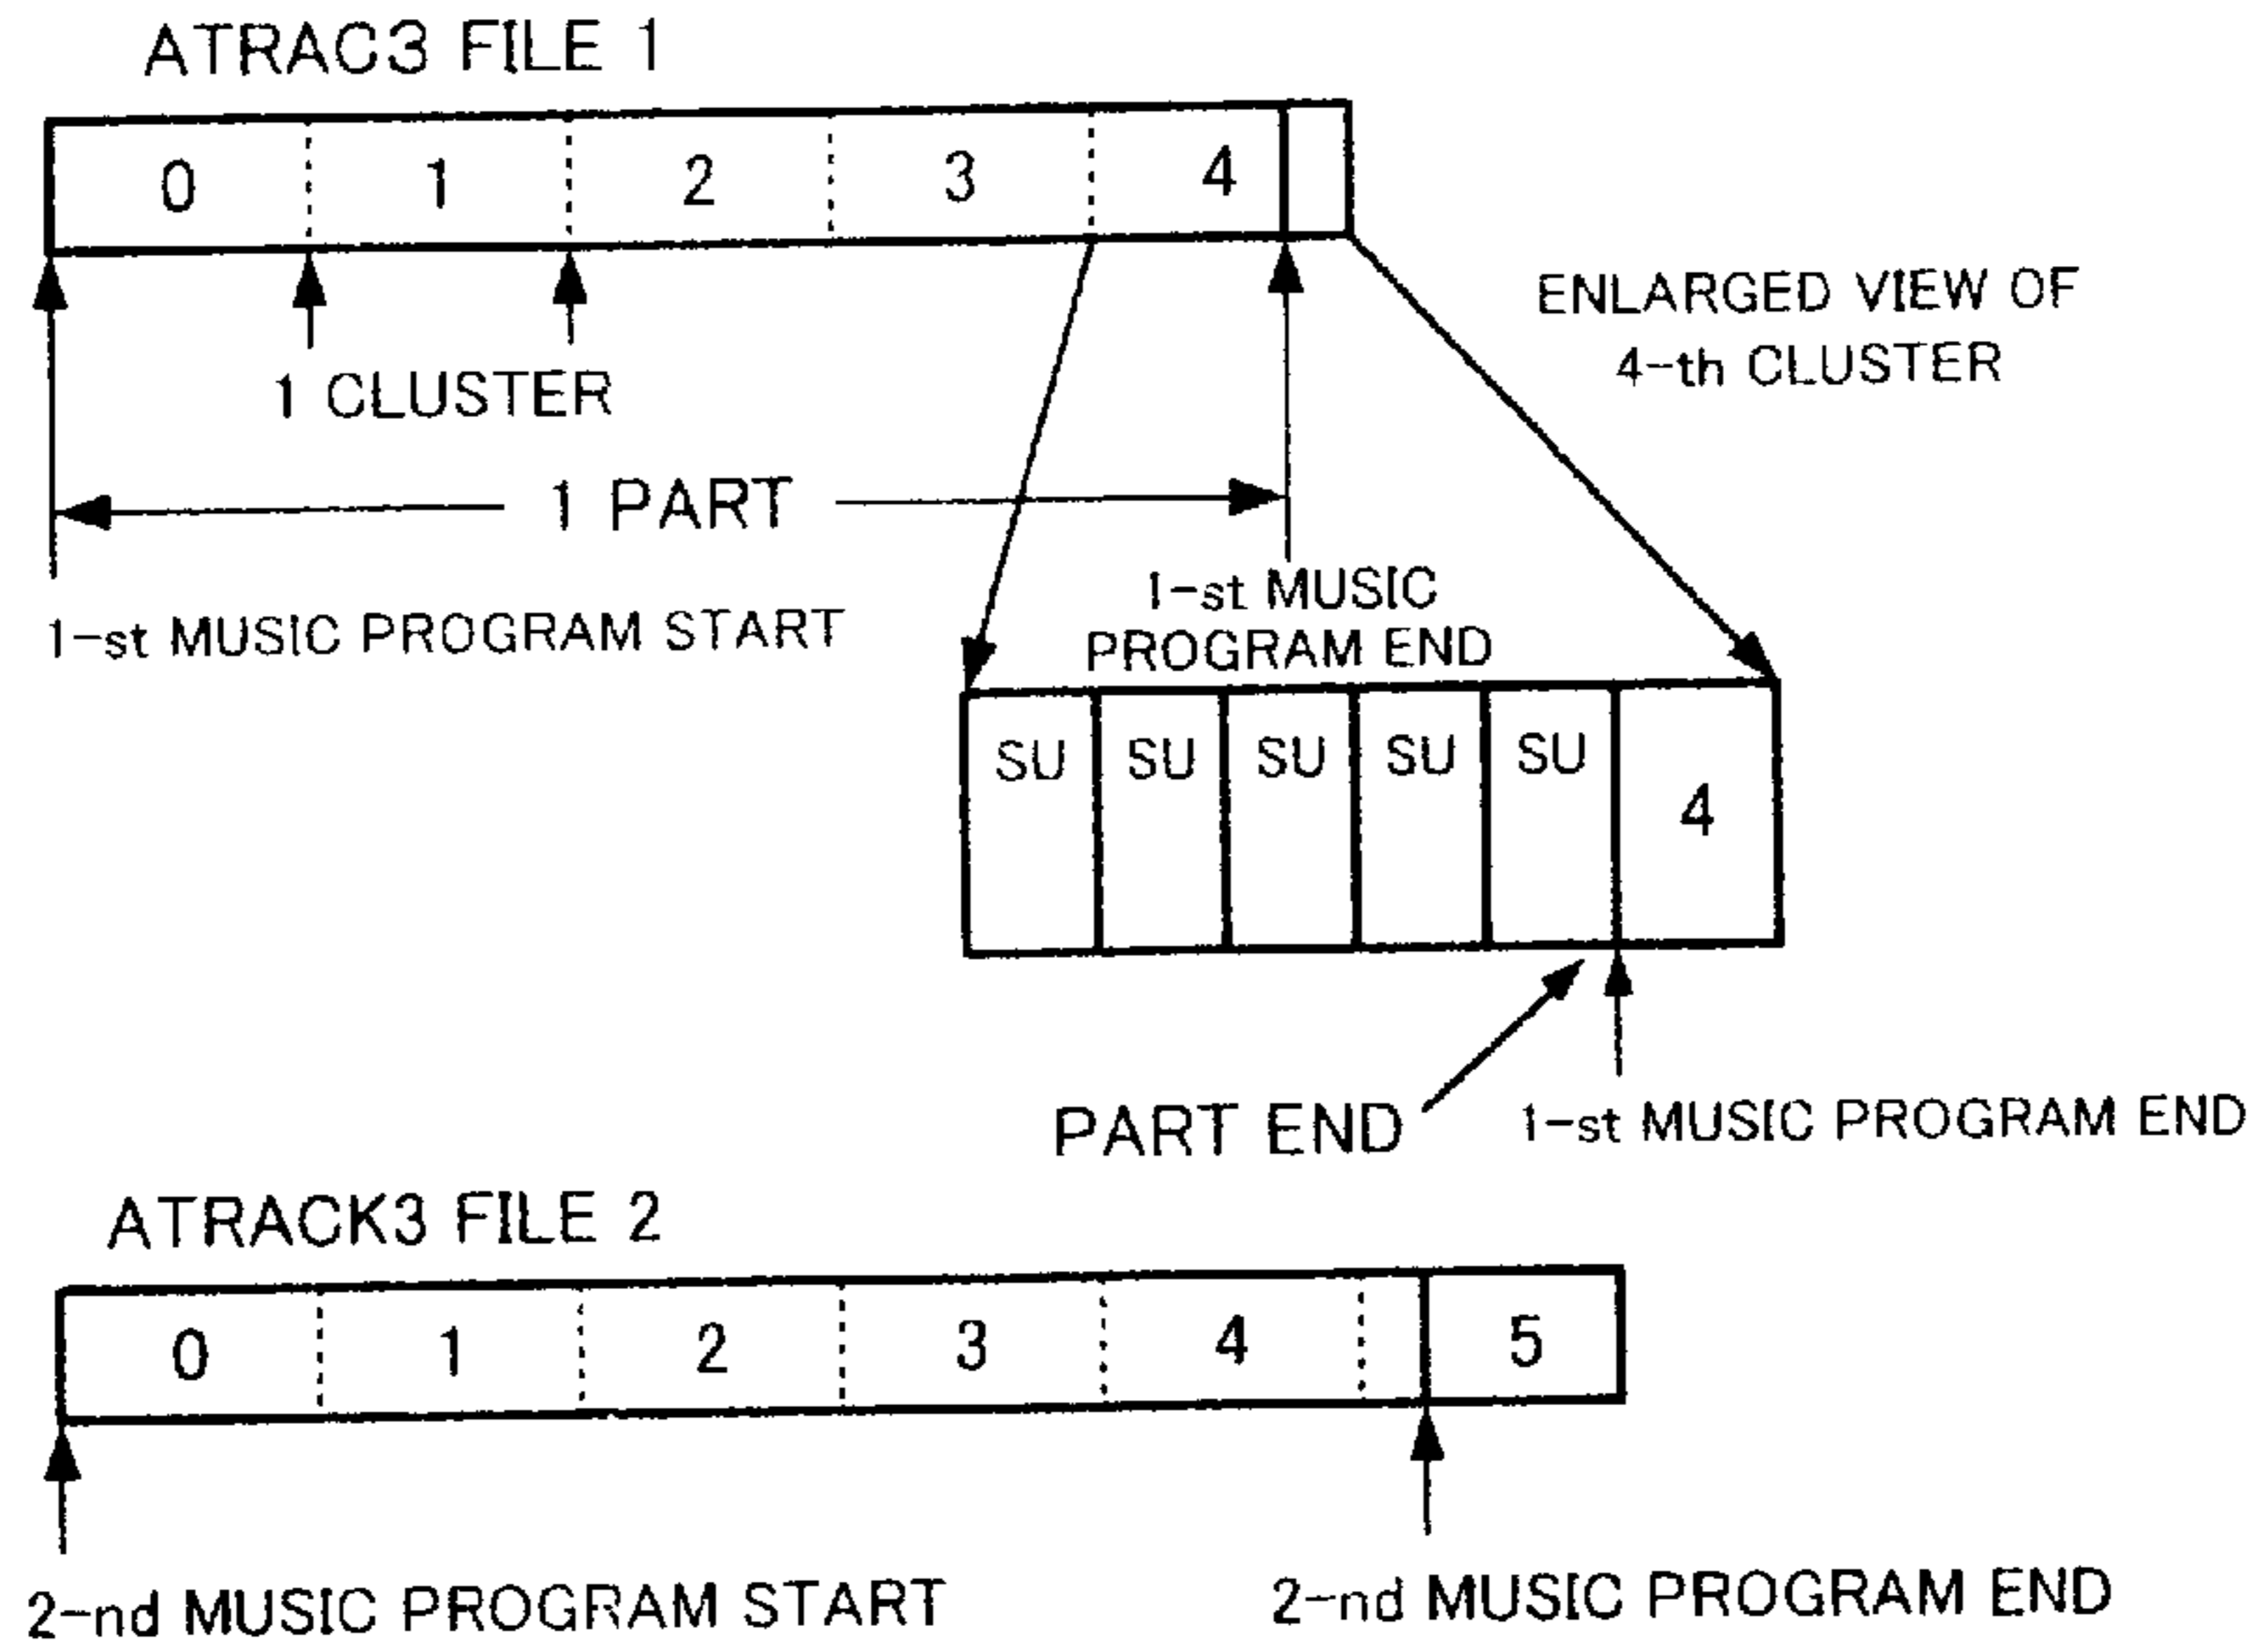 ATRAC3 FILE 1
0 1 2 3 4
ENLARGED VIEW OF
4-th CLUSTER
1 CLUSTER
1 PART
1-st MUSIC PROGRAM START
1-st MUSIC
PROGRAM END
SU SU SU SU SU
4
PART END
1-st MUSIC PROGRAM END
ATRACK3 FILE 2
0 1 2 3 4 5
2-nd MUSIC PROGRAM START
2-nd MUSIC PROGRAM END